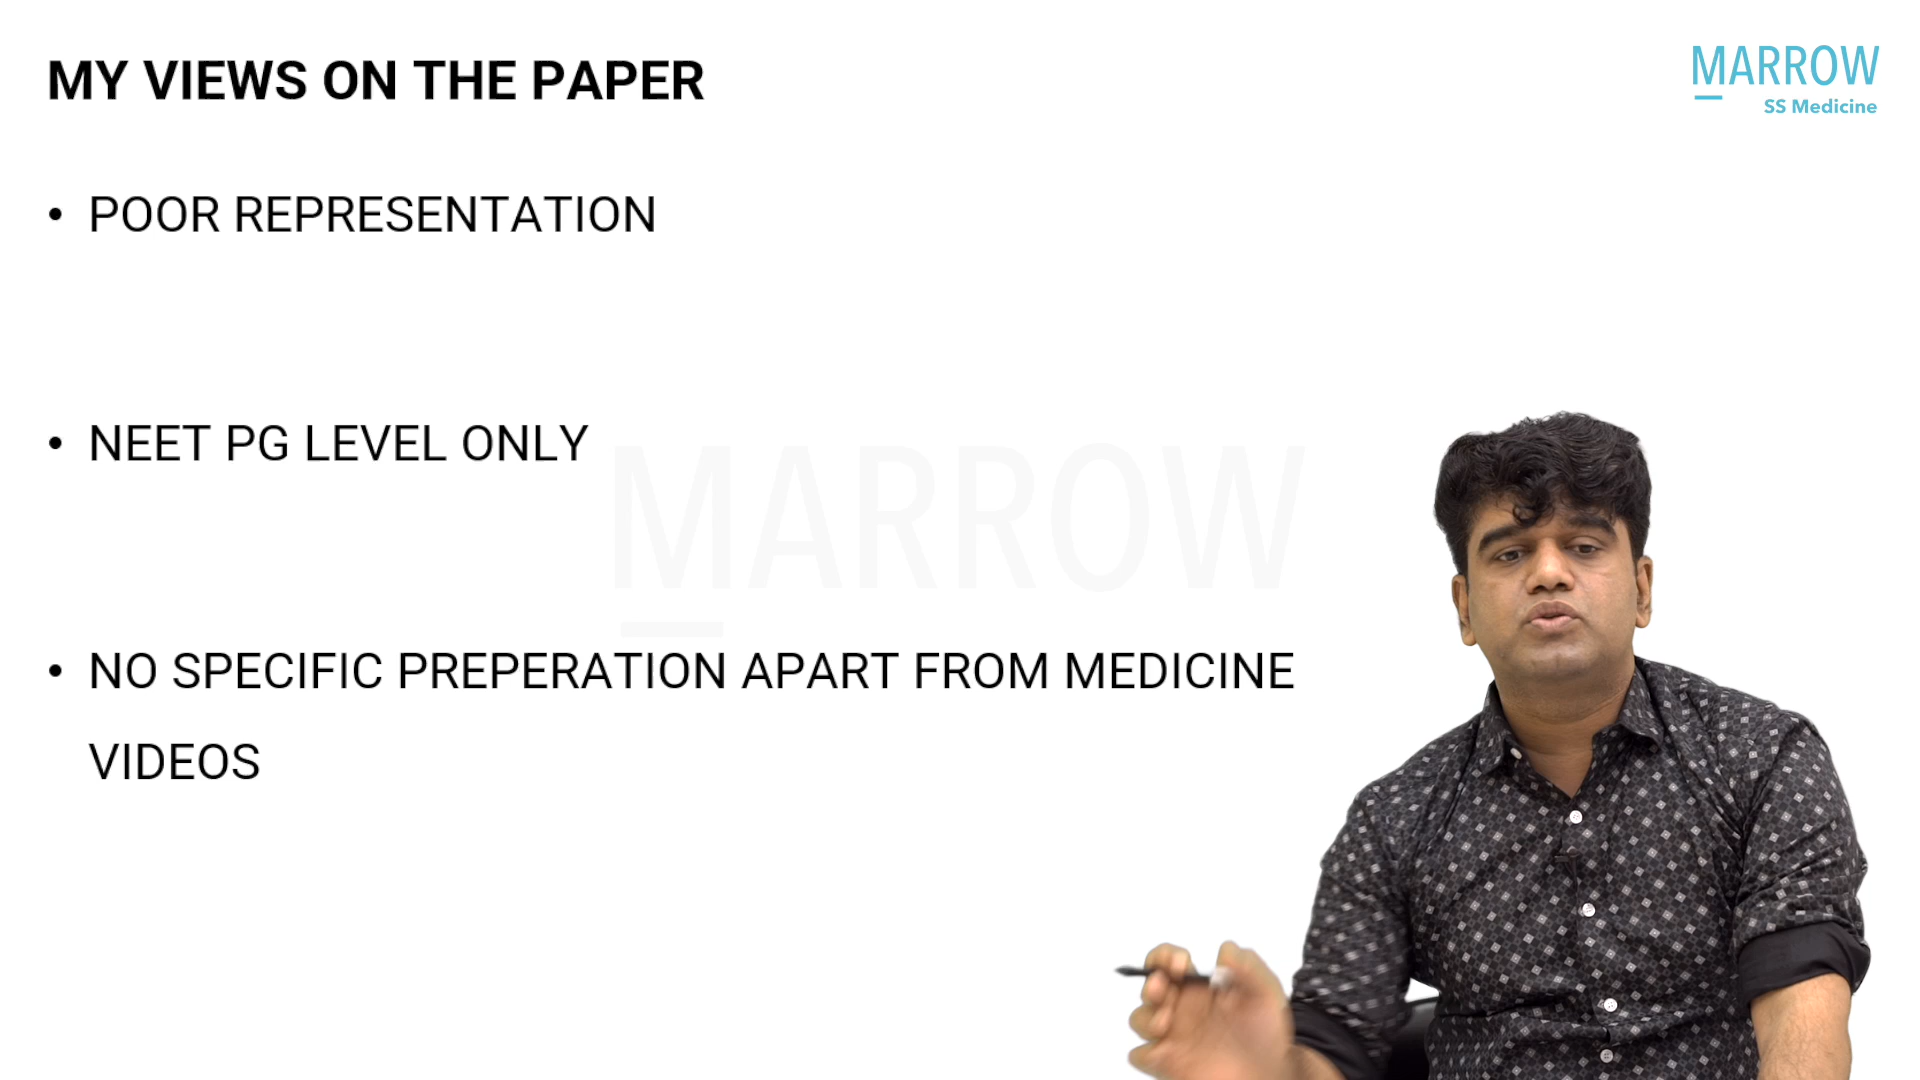 MY VIEWS ON THE PAPER
MARROW
SS Medicine
• POOR REPRESENTATION
• NEET PG LEVEL ONLY
MARROW
• NO SPECIFIC PREPERATION APART FROM MEDICINE
VIDEOS